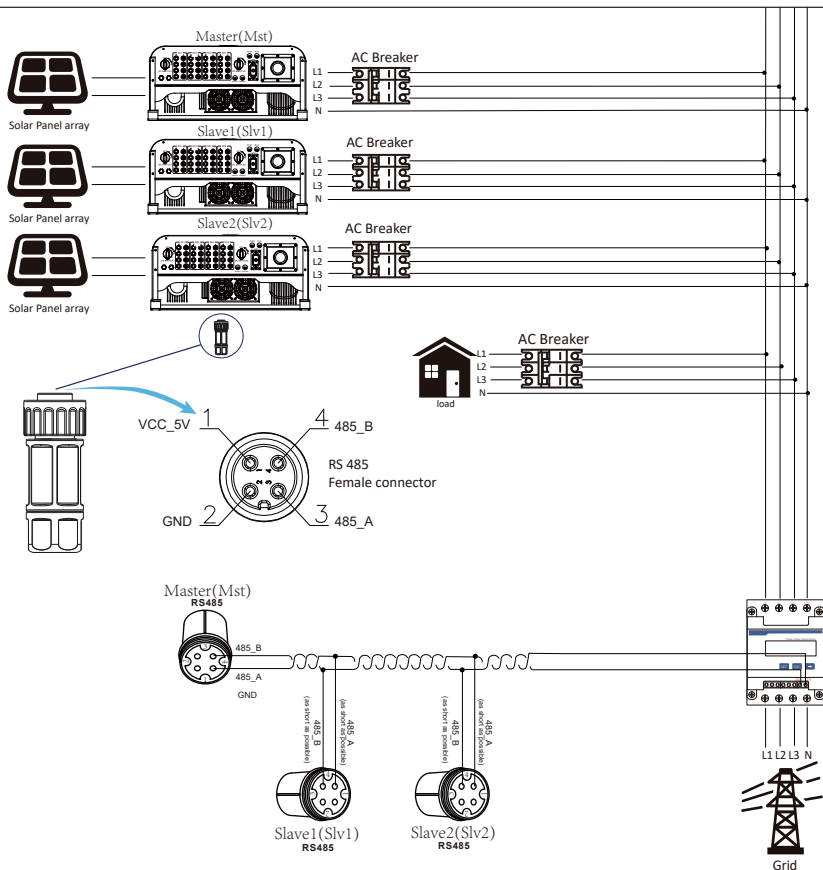 Master(Mst)
AC Breaker
L1
L2
L3
N
Solar Panel array
Slave1(Slv1)
AC Breaker
L1
L2
L3
N
Solar Panel array
Slave2(Slv2)
AC Breaker
L1
L2
L3
N
Solar Panel array
AC Breaker
L1
L2
L3
N
load
VCC_5V 1
4 485_B
1 4
2 3
RS 485
Female connector
GND 2
3 485_A
Master(Mst)
RS485
485_B
485_A
GND
485_B
(as short as possible)
485_A
(as short as possible)
485_B
(as short as possible)
485_A
(as short as possible)
Slave1(Slv1)
RS485
Slave2(Slv2)
RS485
L1 L2 L3 N
Grid